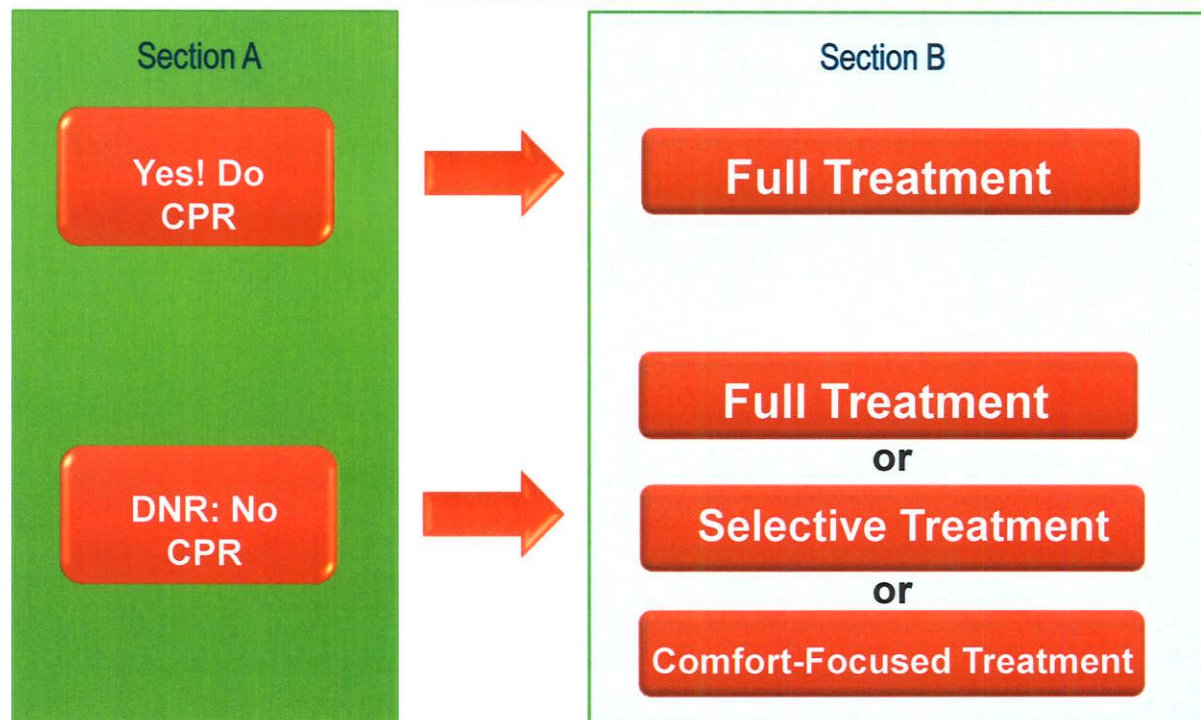 Section A
Yes! Do
CPR
DNR: No
CPR
Section B
Full Treatment
Full Treatment
or
Selective Treatment
or
Comfort-Focused Treatment